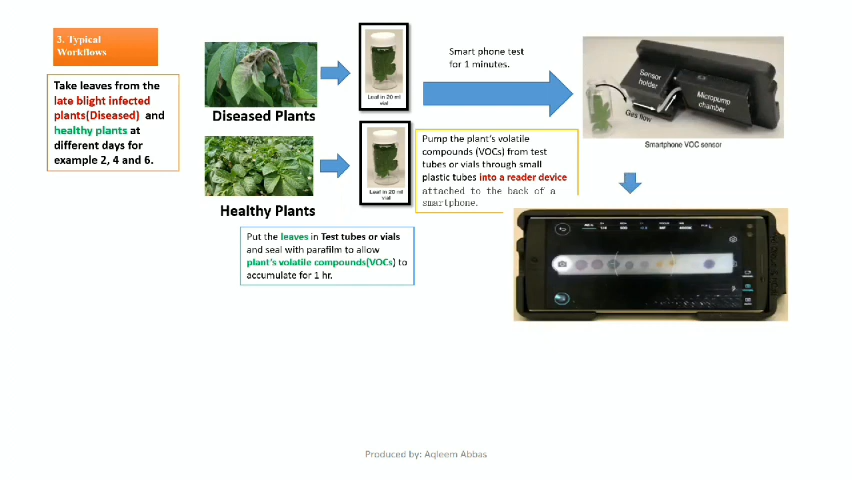 3. Typical
Workflows
Take leaves from the
late blight infected
plants(Diseased) and
healthy plants at
different days for
example 2, 4 and 6.
Diseased Plants
Healthy Plants
Leaf in 20 ml
vial
Leaf in 20 ml
vial
Put the leaves in Test tubes or vials
and seal with parafilm to allow
plant's volatile compounds(VOCs) to
accumulate for 1 hr.
Smart phone test
for 1 minutes.
Pump the plant's volatile
compounds (VOCs) from test
tubes or vials through small
plastic tubes into a reader device
attached to the back of a
smartphone.
Sensor
holder
Micropump
chamber
Gas flow
Smartphone VOC sensor
Produced by: Aqleem Abbas